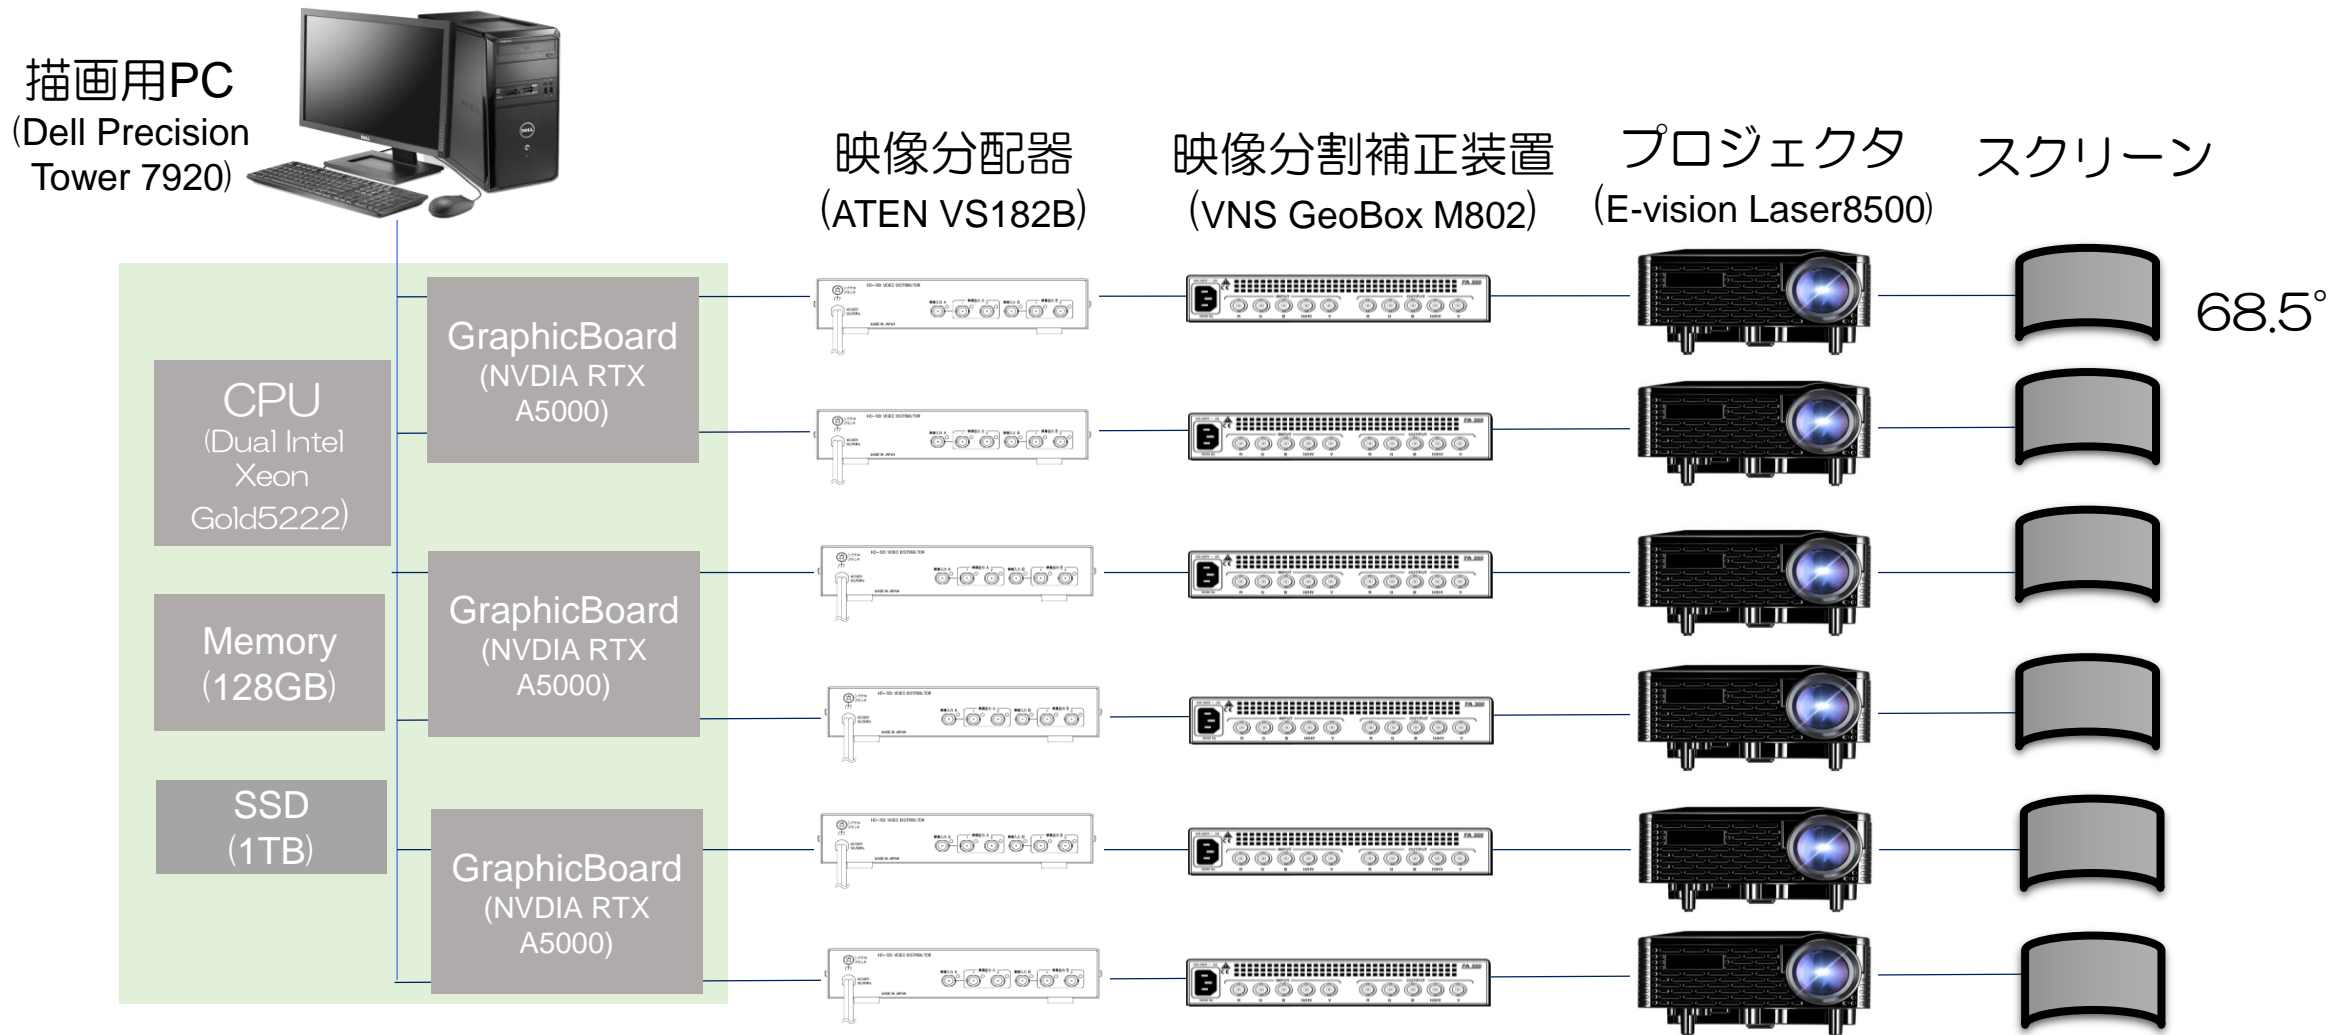 描画用PC
(Dell Precision
Tower 7920)
映像分配器
(ATEN VS182B)
映像分割補正装置
(VNS GeoBox M802)
プロジェクタ
(E-vision Laser8500)
スクリーン
68.5°
GraphicBoard
(NVDIA RTX
A5000)
CPU
(Dual Intel
Xeon
Gold5222)
GraphicBoard
(NVDIA RTX
A5000)
Memory
(128GB)
SSD
(1TB)
GraphicBoard
(NVDIA RTX
A5000)